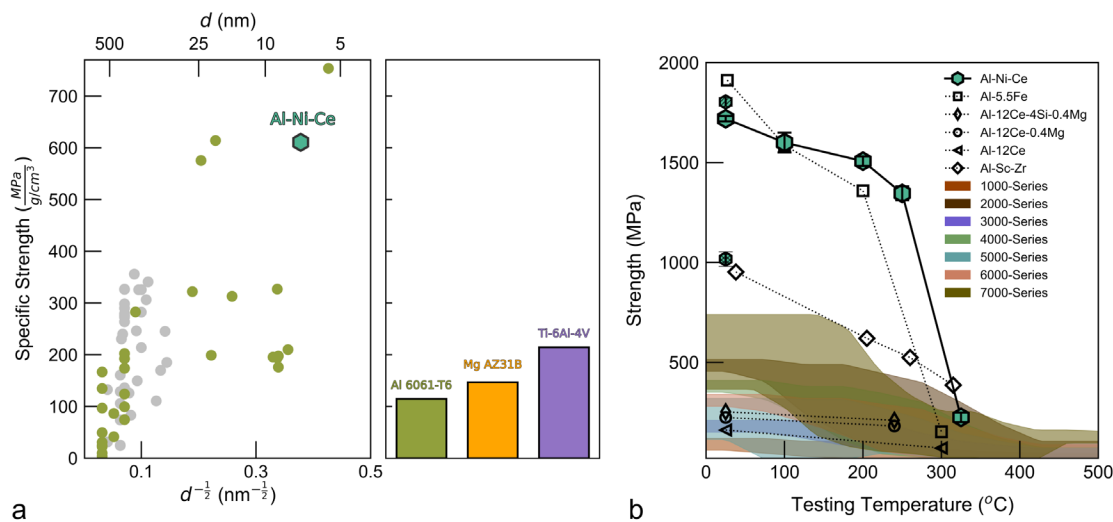 d (nm)
500 25 10 5
Specific Strength (MPa/g/cm³)
700
600
500
400
300
200
100
0
Al-Ni-Ce
0.1 0.3 0.5
d^-1/2 (nm^-1/2)
Al 6061-T6
Mg AZ31B
Ti-6Al-4V
a
Strength (MPa)
2000
1500
1000
500
Al-Ni-Ce
Al-5.5Fe
Al-12Ce-4Si-0.4Mg
Al-12Ce-0.4Mg
Al-12Ce
Al-Sc-Zr
1000-Series
2000-Series
3000-Series
4000-Series
5000-Series
6000-Series
7000-Series
0 100 200 300 400 500
Testing Temperature (°C)
b